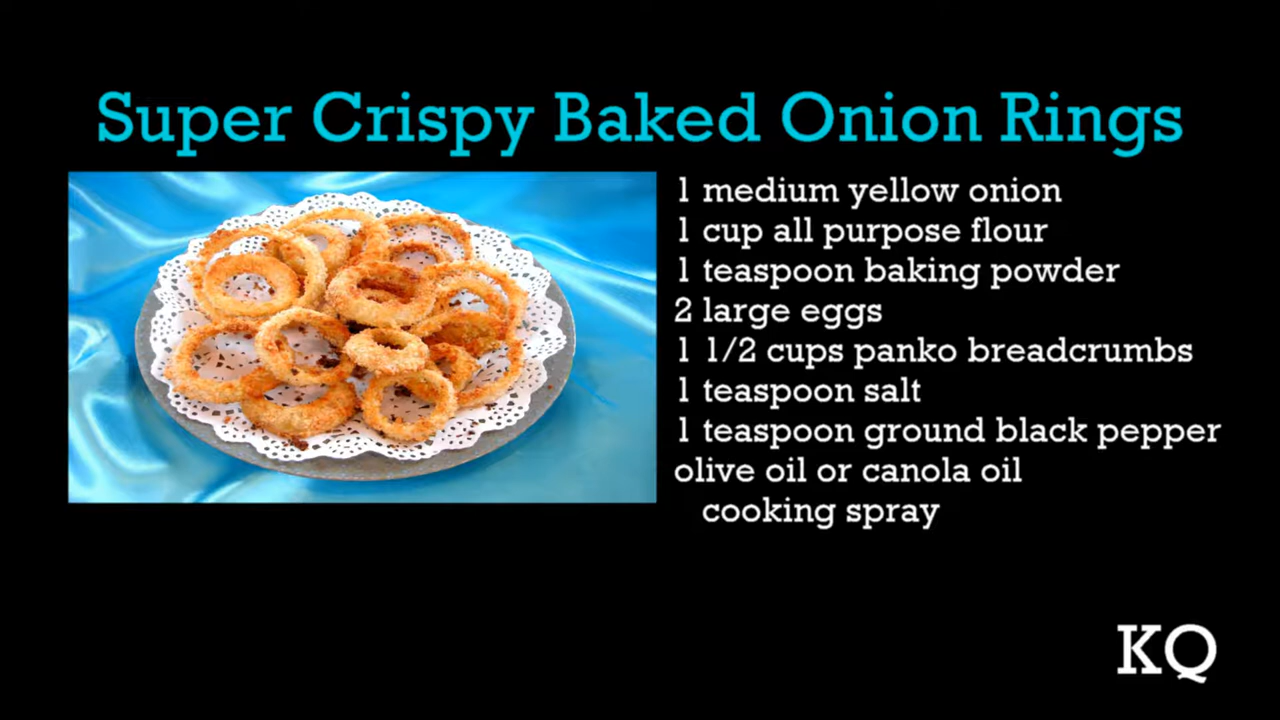 Super Crispy Baked Onion Rings
1 medium yellow onion
1 cup all purpose flour
1 teaspoon baking powder
2 large eggs
1 1/2 cups panko breadcrumbs
1 teaspoon salt
1 teaspoon ground black pepper
olive oil or canola oil
cooking spray
KQ